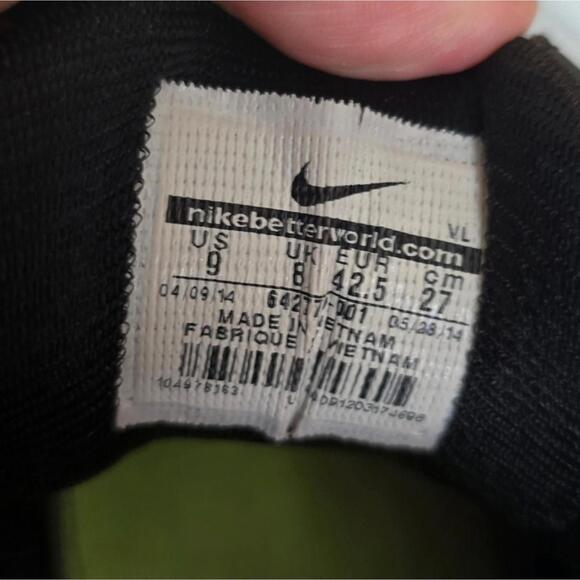 nikebetterworld.com VL
US UK EUR cm
9 8 42.5 27
04/09/14 05/28/14
MADE IN VIETNAM
FABRIQUE VIETNAM
104978163